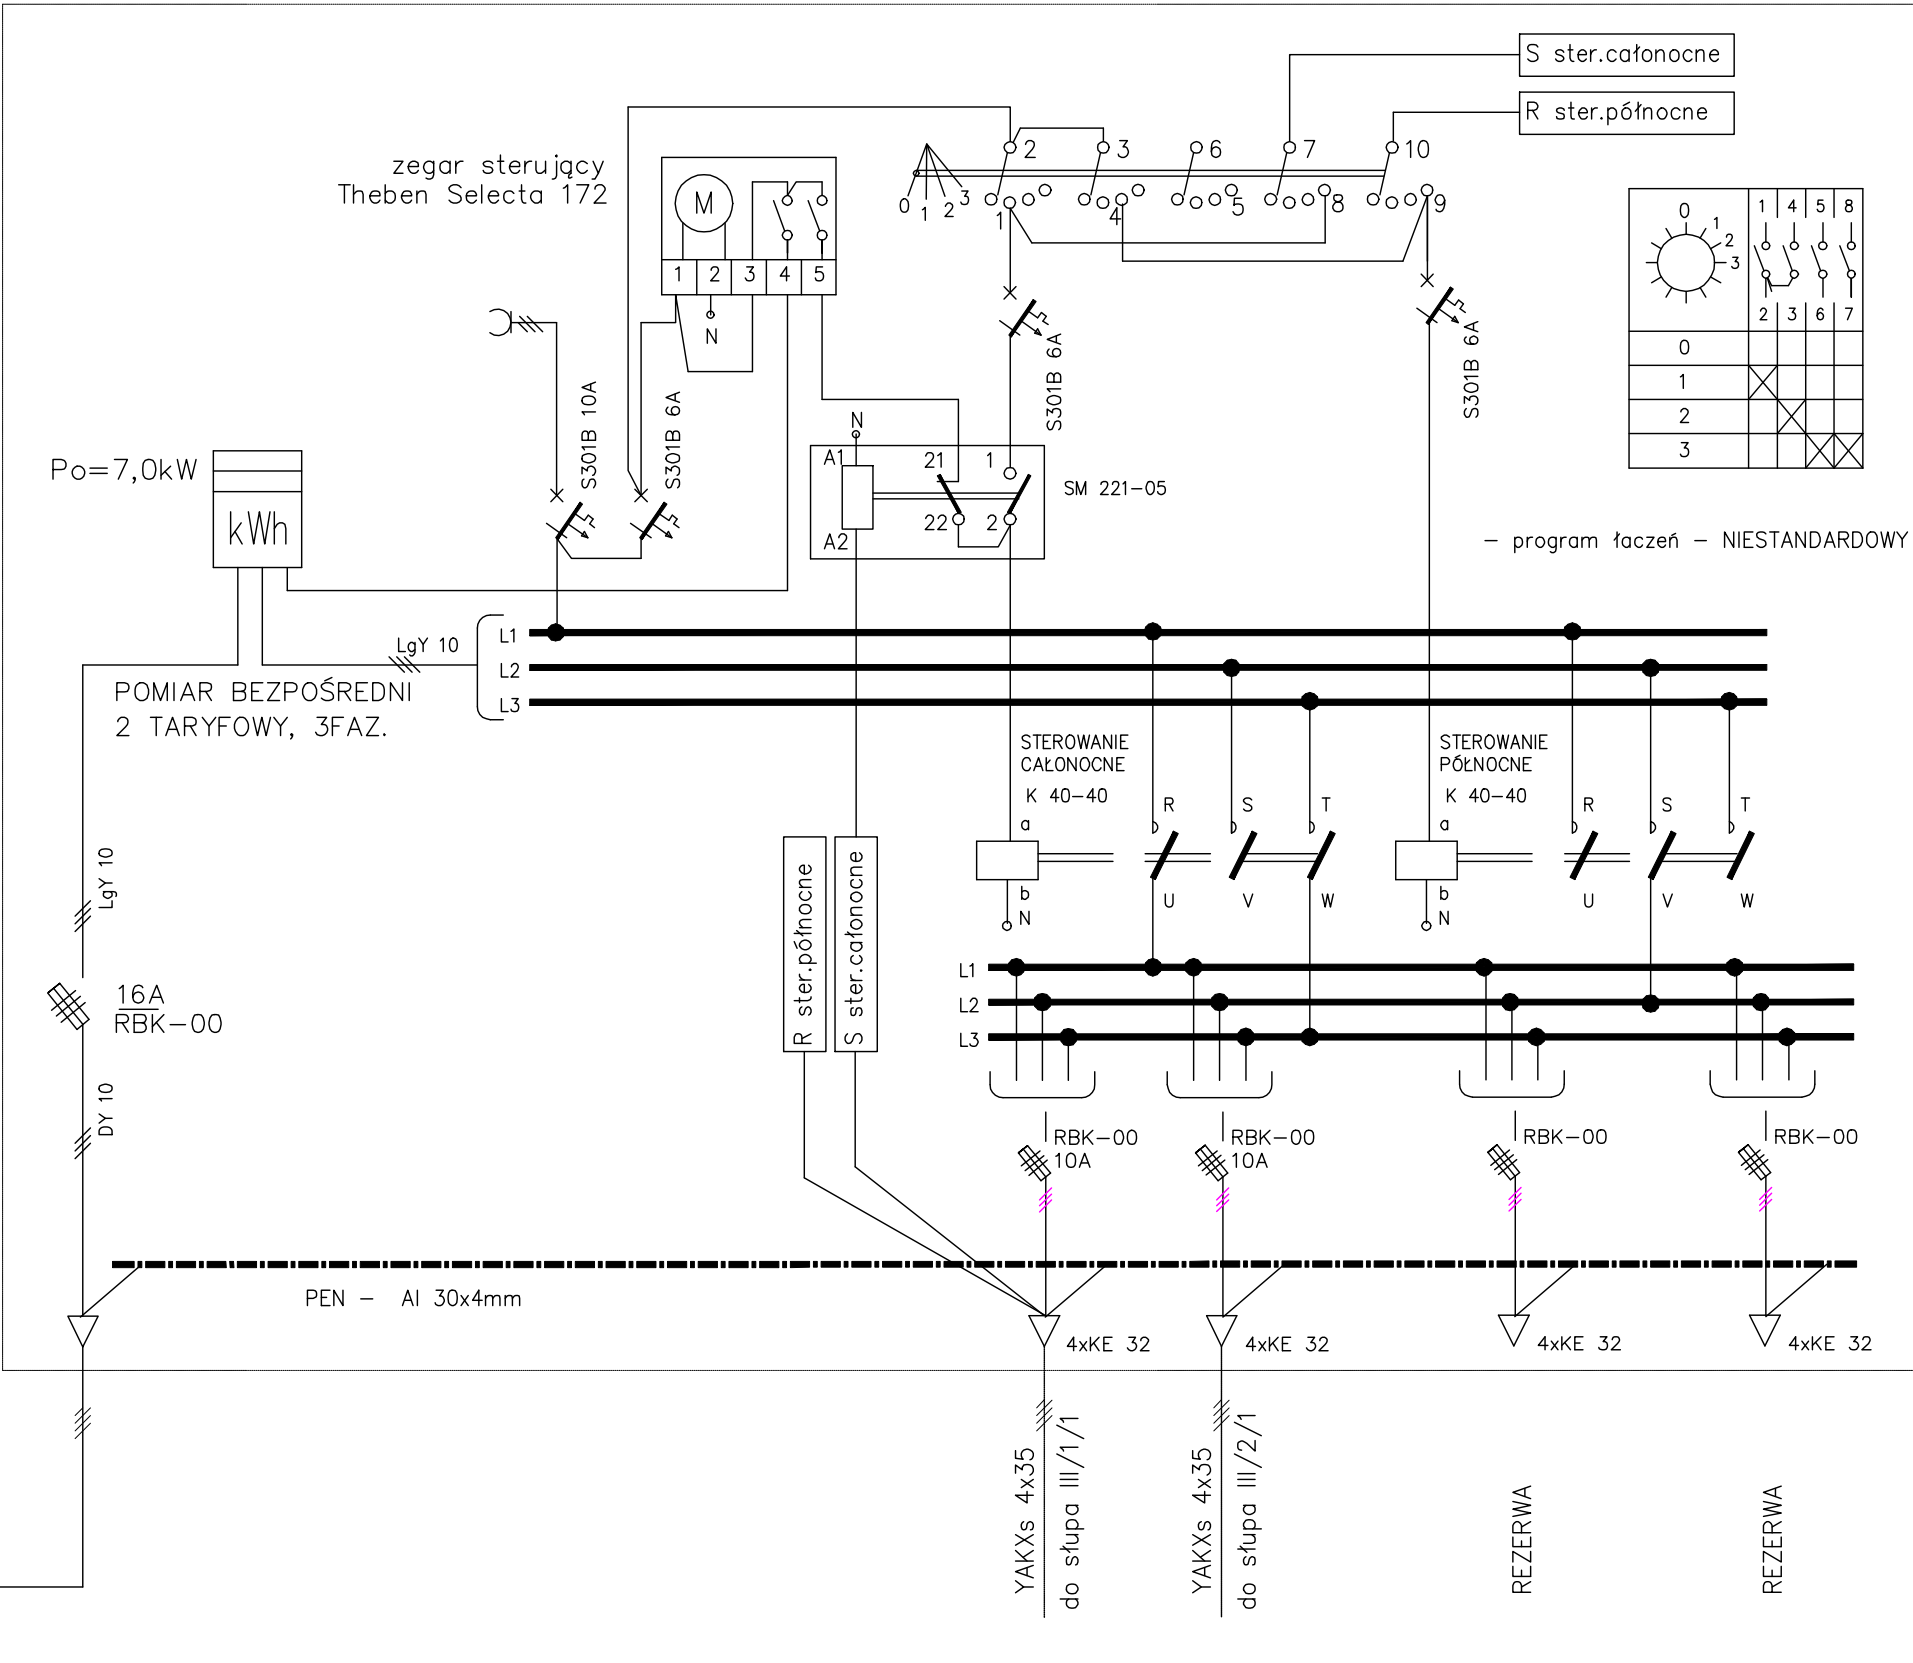 S ster.całonocne
R ster.północne
zegar sterujący
Theben Selecta 172
M
1 2 3 4 5
N
2 3 6 7 10
0 1 2 3
1 4 5 8 9
0 1 2 3
1 4 5 8
2 3 6 7
0
1
2
3
S301B 10A
S301B 6A
S301B 6A
S301B 6A
Po=7,0kW
kWh
N
A1 21 1
22 2
A2
SM 221-05
- program łaczeń - NIESTANDARDOWY
LgY 10
L1
L2
L3
POMIAR BEZPOŚREDNI
2 TARYFOWY, 3FAZ.
STEROWANIE
CAŁONOCNE
K 40-40
a
b
N
R S T
U V W
STEROWANIE
PÓŁNOCNE
K 40-40
a
b
N
R S T
U V W
LgY 10
R ster.północne
S ster.całonocne
L1
L2
L3
16A
RBK-00
DY 10
RBK-00
10A
RBK-00
10A
RBK-00
RBK-00
PEN - Al 30x4mm
4xKE 32
4xKE 32
4xKE 32
4xKE 32
YAKXs 4x35
do słupa III/1/1
YAKXs 4x35
do słupa III/2/1
REZERWA
REZERWA